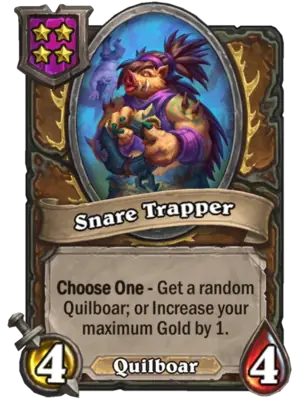 Snare Trapper
Choose One - Get a random
Quilboar; or Increase your
maximum Gold by 1.
Quilboar
4 4